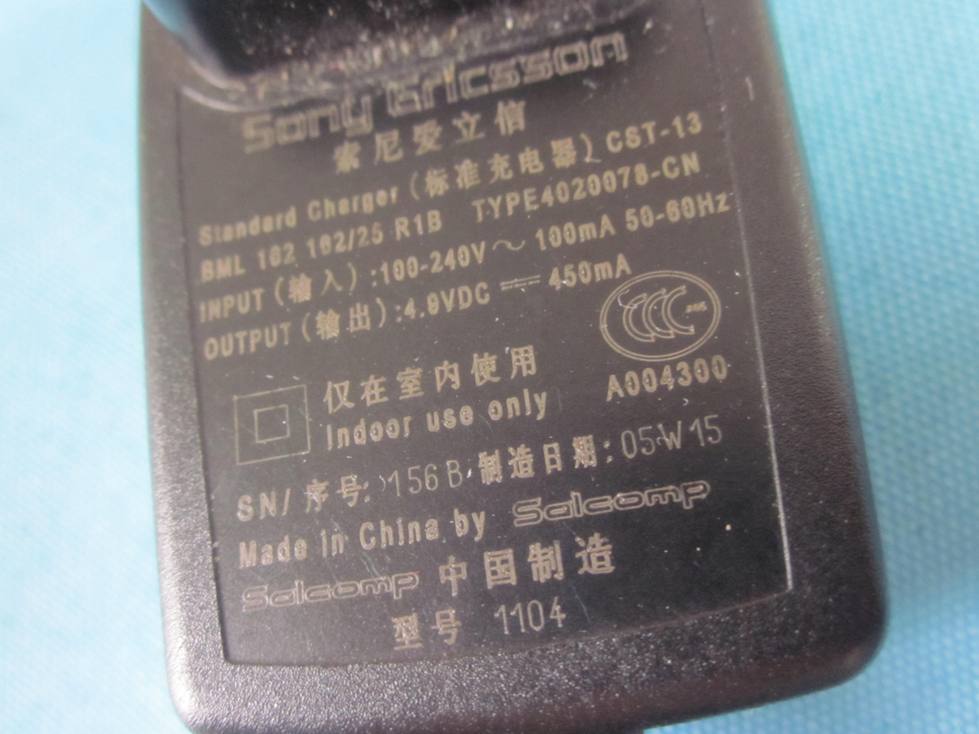 Sony Ericsson
索尼爱立信
Standard Charger (标准充电器) CST-13
BML 162 162/25 R1B TYPE4020078-CN
INPUT (输入) :100-240V～ 100mA 50-60Hz
OUTPUT (输出) :4.9VDC ⎓ 450mA
CCC
仅在室内使用
Indoor use only
A004300
SN/ 序号: 156B 制造日期: 05W15
Made in China by Salcomp
Salcomp 中国制造
型号 1104